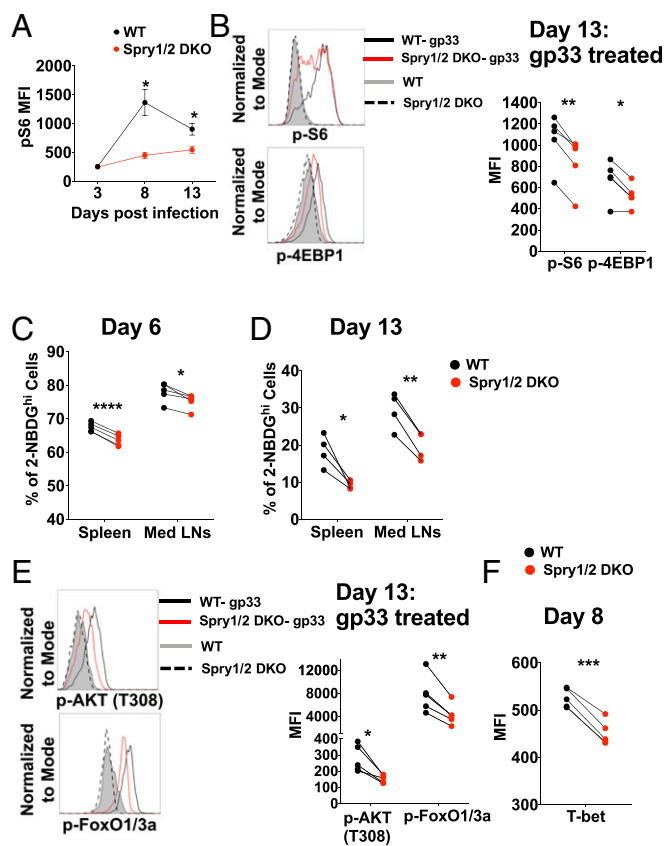 A
WT
Spry1/2 DKO
pS6 MFI
2000
1500
1000
500
0
*
*
3
8
13
Days post infection
B
Normalized
to Mode
p-S6
Normalized
to Mode
p-4EBP1
WT- gp33
Spry1/2 DKO- gp33
WT
Spry1/2 DKO
Day 13:
gp33 treated
MFI
1400
1200
1000
800
600
400
200
0
**
*
p-S6
p-4EBP1
C
Day 6
% of 2-NBDGhi Cells
90
80
70
60
50
40
****
*
Spleen
Med LNs
D
Day 13
% of 2-NBDGhi Cells
40
30
20
10
0
*
**
Spleen
Med LNs
WT
Spry1/2 DKO
E
Normalized
to Mode
p-AKT (T308)
Normalized
to Mode
p-FoxO1/3a
WT- gp33
Spry1/2 DKO- gp33
WT
Spry1/2 DKO
Day 13:
gp33 treated
MFI
12000
8000
4000
400
300
200
100
0
*
**
p-AKT
(T308)
p-FoxO1/3a
WT
Spry1/2 DKO
F
Day 8
MFI
600
500
400
300
***
T-bet